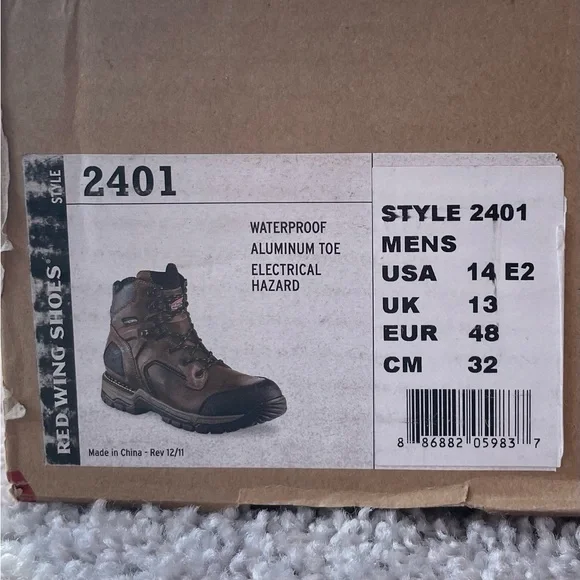 RED WING SHOES STYLE
2401
WATERPROOF
ALUMINUM TOE
ELECTRICAL
HAZARD
Made in China - Rev 12/11
STYLE 2401
MENS
USA 14 E2
UK 13
EUR 48
CM 32
8 86882 05983 7